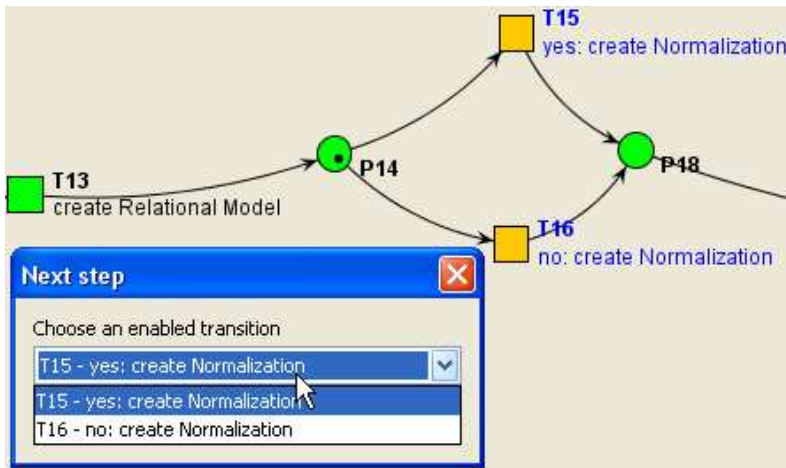 T15
yes: create Normalization
P14
P18
T13
create Relational Model
T16
no: create Normalization
Next step
Choose an enabled transition
T15 - yes: create Normalization
T15 - yes: create Normalization
T16 - no: create Normalization